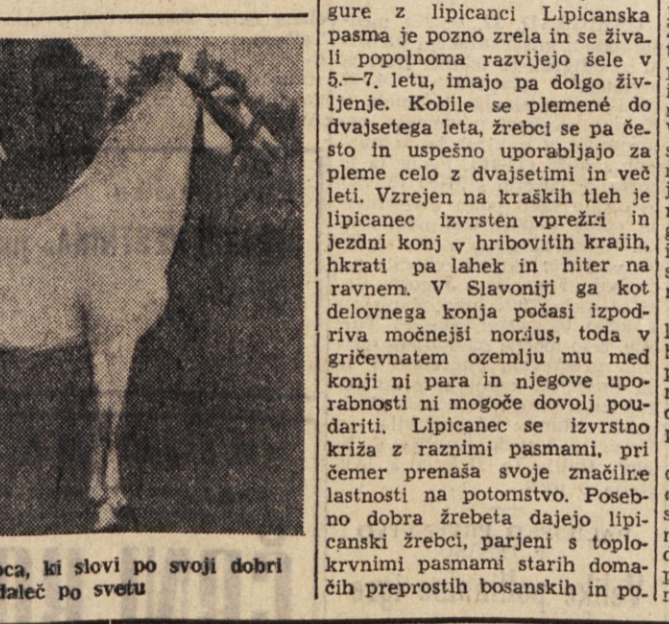 gure z lipicanci Lipicanska
pasma je pozno zrela in se živa-
li popolnoma razvijejo šele v
5.—7. letu, imajo pa dolgo živ-
ljenje. Kobile se plemené do
dvajsetega leta, žrebci se pa če-
sto in uspešno uporabljajo za
pleme celo z dvajsetimi in več
leti. Vzrejen na kraških tleh je
lipicanec izvrsten vprežni in
jezdni konj v hribovitih krajih,
hkrati pa lahek in hiter na
ravnem. V Slavoniji ga kot
delovnega konja počasi izpod-
riva močnejši nonius, toda v
gričevnatem ozemlju mu med
konji ni para in njegove upo-
rabnosti ni mogoče dovolj pou-
dariti. Lipicanec se izvrstno
križa z raznimi pasmami, pri
čemer prenaša svoje značilne
lastnosti na potomstvo. Poseb-
no dobra žrebeta dajejo lipi-
canski žrebci, parjeni s toplo-
krvnimi pasmami starih doma-
čih preprostih bosanskih in po-
ki slovi po svoji dobri
daleč po svetu